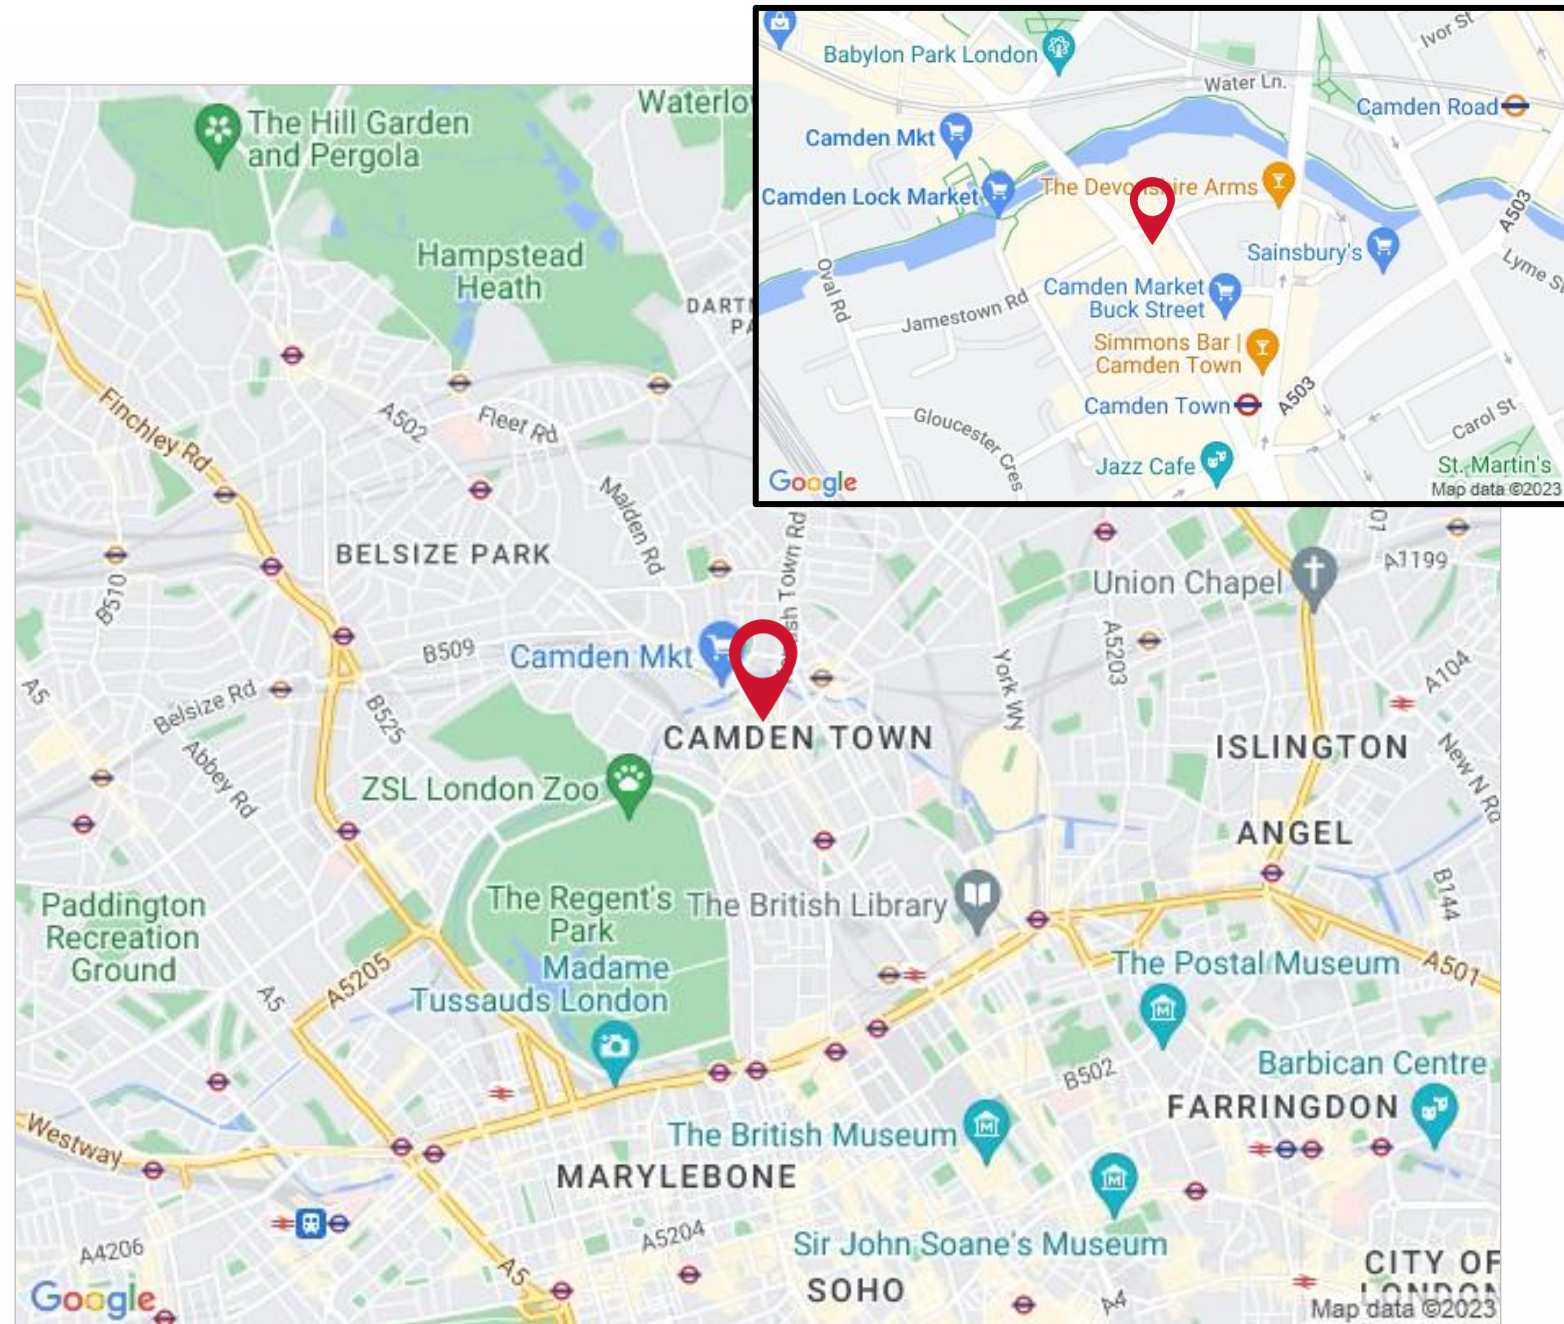 Babylon Park London
Ivor St
Water Ln.
Camden Road
Camden Mkt
The Devonshire Arms
Camden Lock Market
A503
Sainsbury's
Oval Rd
Lyme St
Camden Market
Buck Street
Jamestown Rd
Simmons Bar |
Camden Town
Camden Town
A503
Gloucester Cres
Carol St
Jazz Cafe
St. Martin's
Google
Map data ©2023
The Hill Garden
and Pergola
Hampstead
Heath
Finchley Rd
A502
Fleet Rd
Malden Rd
BELSIZE PARK
B510
A1199
Union Chapel
Camden Mkt
B509
A5203
York Wy
A104
A5
Belsize Rd
B525
CAMDEN TOWN
ISLINGTON
Abbey Rd
New N Rd
ZSL London Zoo
ANGEL
The Regent's
Park
The British Library
B144
Paddington
Recreation
Ground
Madame
Tussauds London
The Postal Museum
A501
A5205
A5
B502
Barbican Centre
FARRINGDON
Westway
The British Museum
MARYLEBONE
A5204
Sir John Soane's Museum
A4206
A5
SOHO
CITY OF
LONDON
A4
Google
Map data ©2023